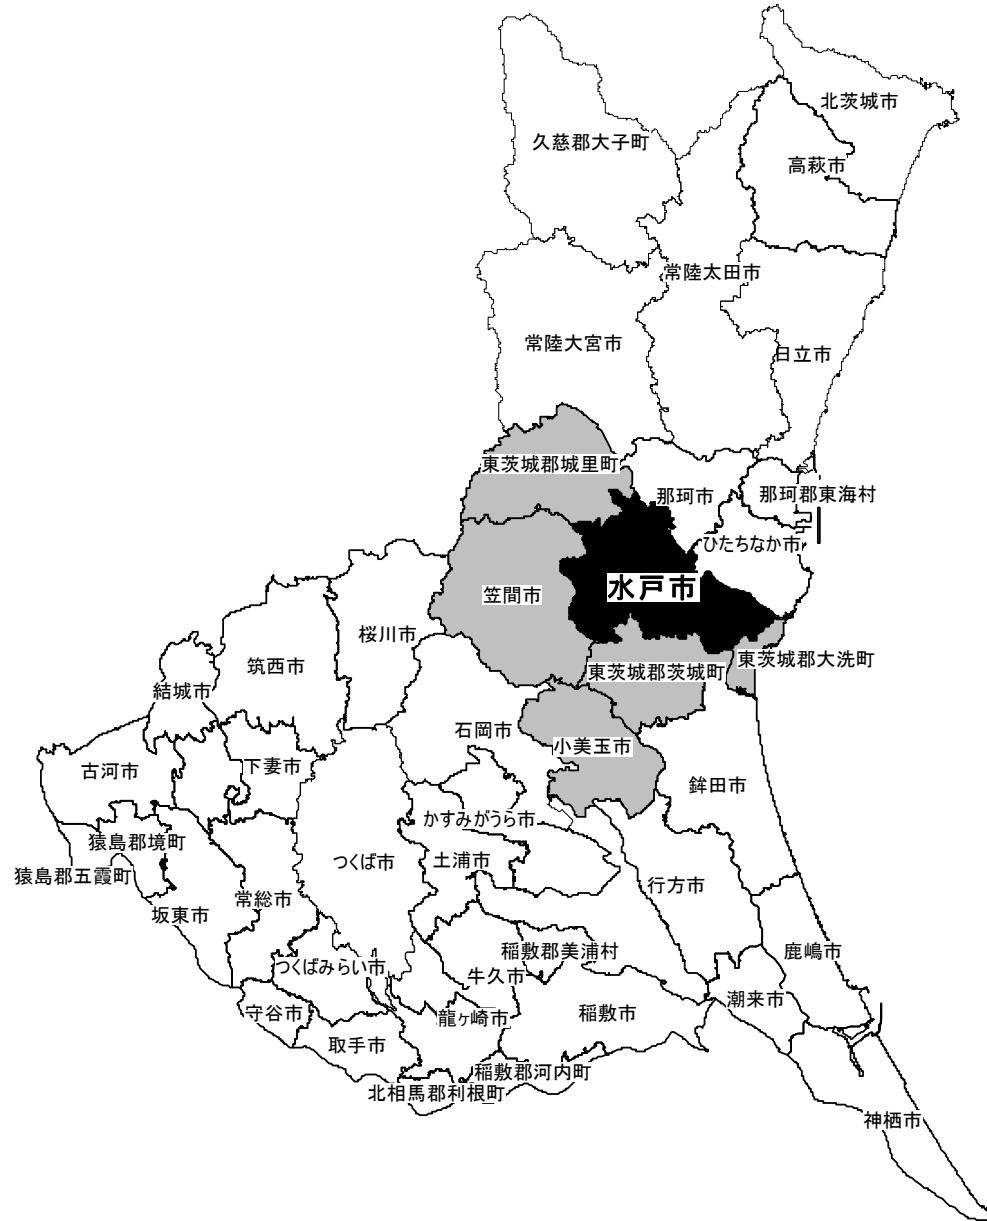 北茨城市
久慈郡大子町
高萩市
常陸太田市
常陸大宮市
日立市
東茨城郡城里町
那珂市
那珂郡東海村
ひたちなか市
水戸市
笠間市
桜川市
東茨城郡大洗町
筑西市
東茨城郡茨城町
結城市
石岡市
小美玉市
下妻市
古河市
鉾田市
かすみがうら市
猿島郡境町
つくば市
土浦市
猿島郡五霞町
行方市
常総市
坂東市
稲敷郡美浦村
鹿嶋市
つくばみらい市
牛久市
潮来市
守谷市
龍ヶ崎市
稲敷市
取手市
稲敷郡河内町
北相馬郡利根町
神栖市